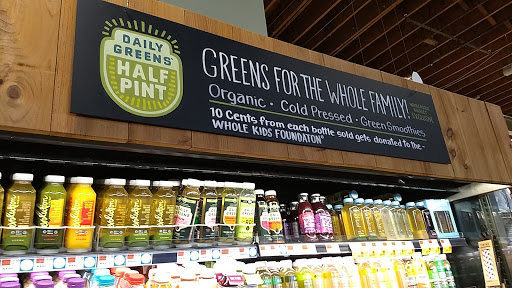 DAILY
GREENS
HALF
PINT
GREENS FOR THE WHOLE FAMILY!
Organic • Cold Pressed • Green Smoothies
10 Cents from each bottle sold gets donated to the-
WHOLE KIDS FOUNDATON